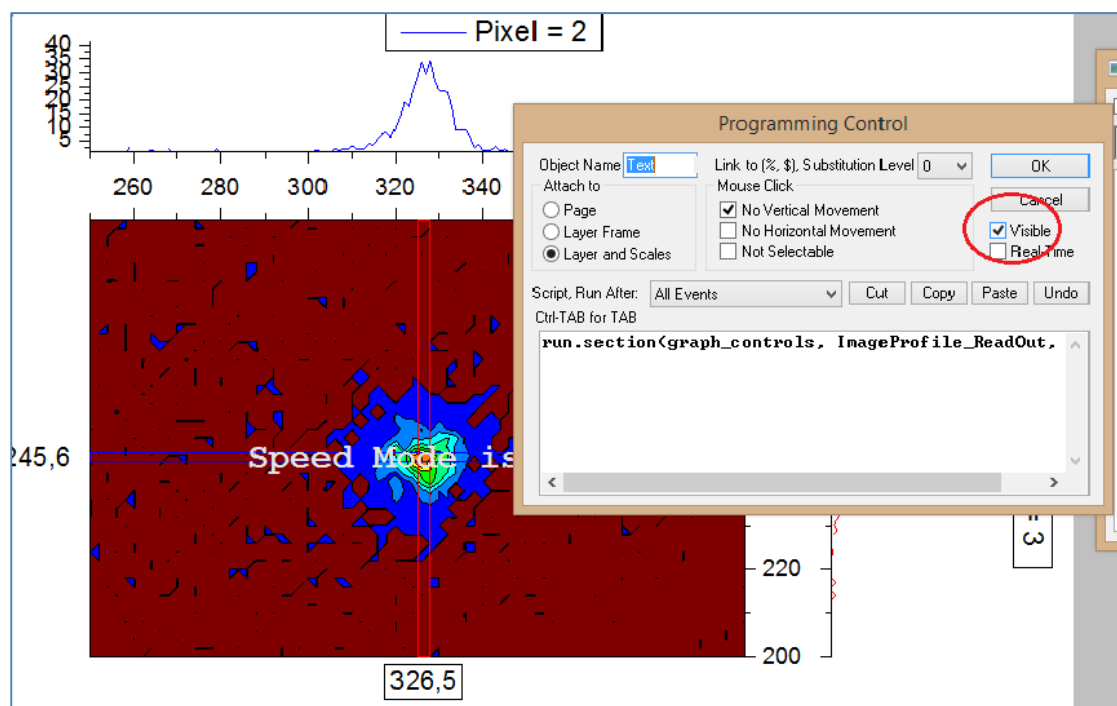 Pixel = 2
40
35
30
25
20
15
10
5
260 280 300 320 340
Programming Control
Object Name Text Link to (%, $), Substitution Level 0 OK
Attach to Mouse Click Cancel
Page No Vertical Movement
Layer Frame No Horizontal Movement Visible
Layer and Scales Not Selectable Real-Time
Script, Run After: All Events Cut Copy Paste Undo
Ctrl-TAB for TAB
run.section(graph_controls, ImageProfile_ReadOut,
245,6
Speed Mode is
= 3
220
200
326,5